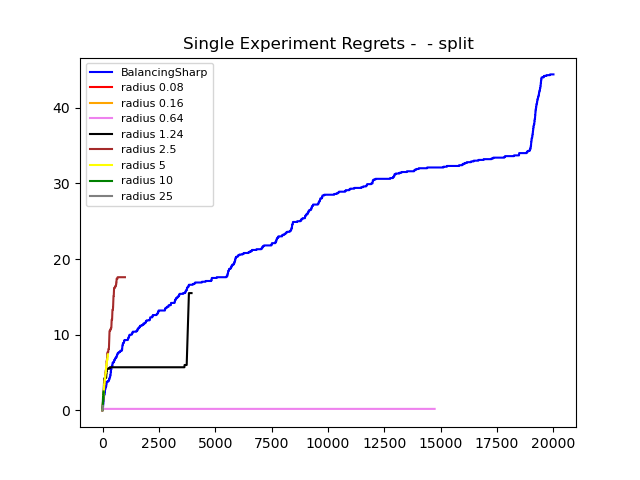 Single Experiment Regrets -  - split
BalancingSharp
radius 0.08
radius 0.16
radius 0.64
radius 1.24
radius 2.5
radius 5
radius 10
radius 25
40
30
20
10
0
0 2500 5000 7500 10000 12500 15000 17500 20000